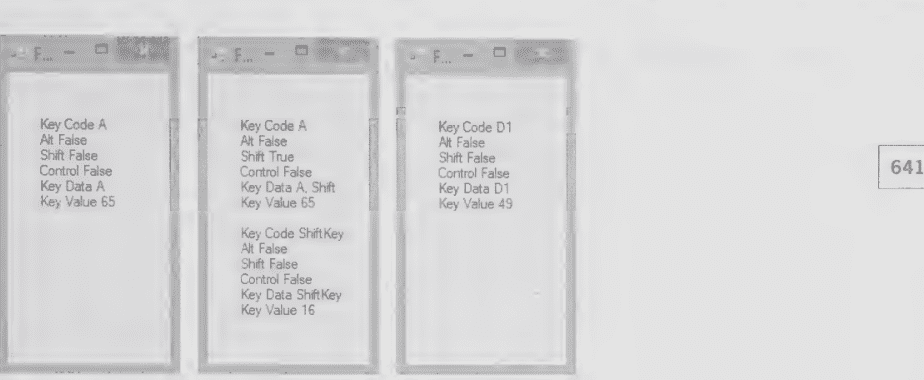 F...
Key Code A
Alt False
Shift False
Control False
Key Data A
Key Value 65
F...
Key Code A
Alt False
Shift True
Control False
Key Data A, Shift
Key Value 65
Key Code ShiftKey
Alt False
Shift False
Control False
Key Data ShiftKey
Key Value 16
F...
Key Code D1
Alt False
Shift False
Control False
Key Data D1
Key Value 49
641